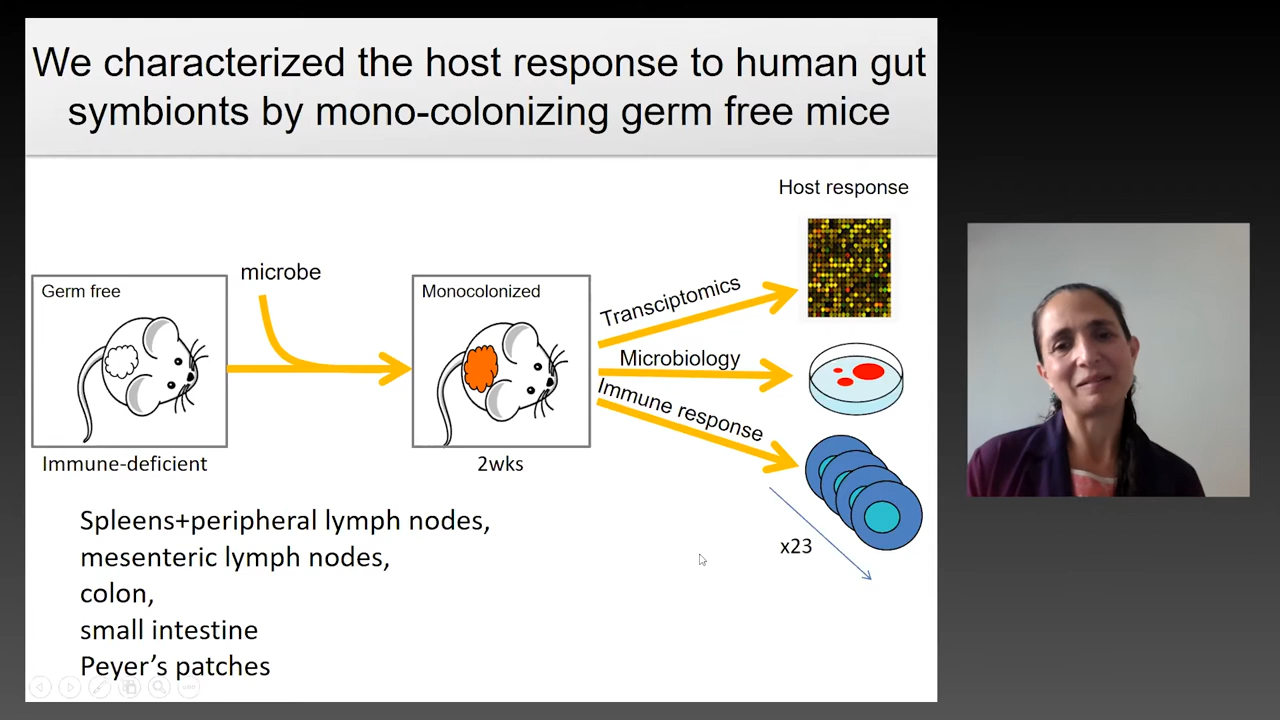 We characterized the host response to human gut
symbionts by mono-colonizing germ free mice
Host response
microbe
Germ free
Monocolonized
Transciptomics
Microbiology
Immune response
Immune-deficient
2wks
x23
Spleens+peripheral lymph nodes,
mesenteric lymph nodes,
colon,
small intestine
Peyer’s patches